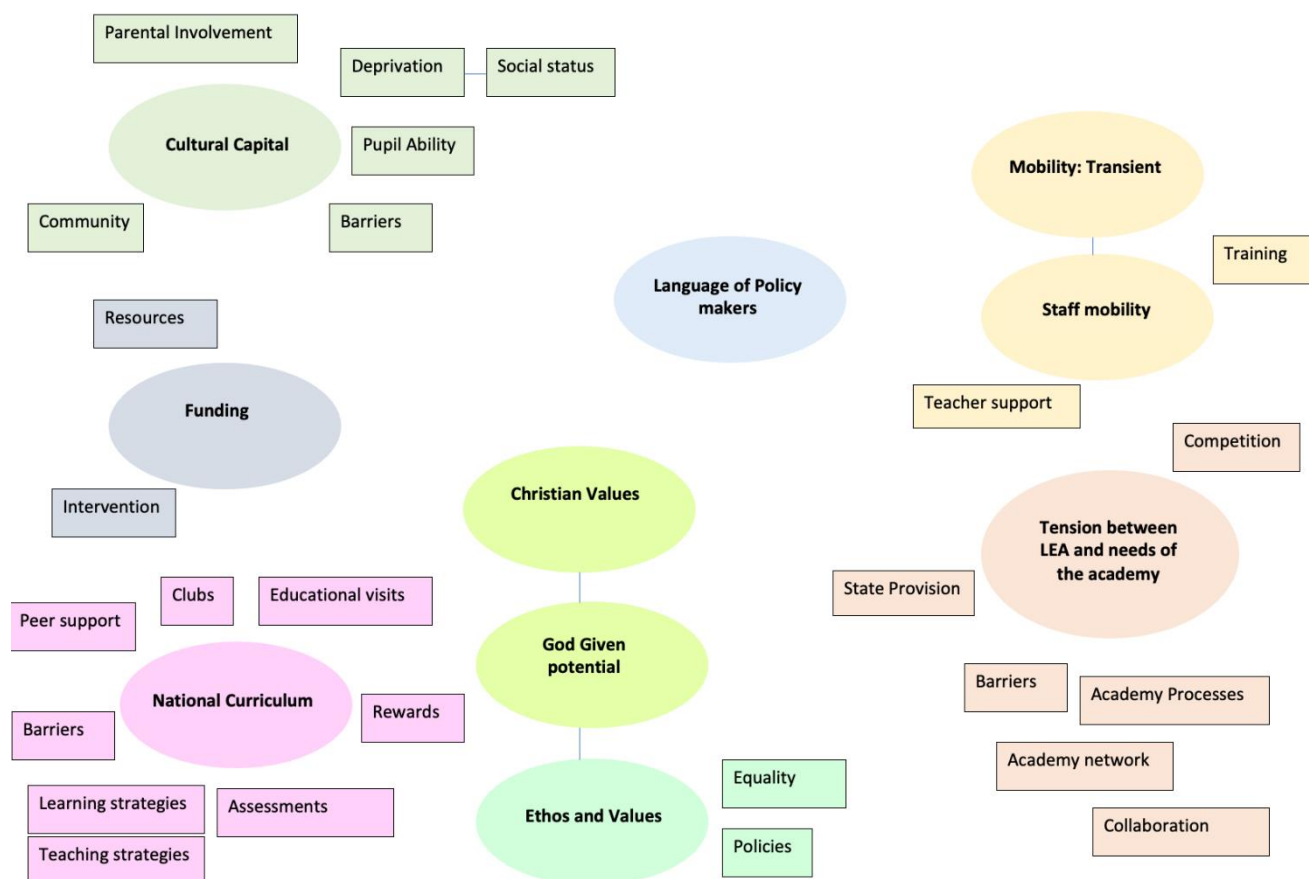 Parental Involvement
Deprivation
Social status
Cultural Capital
Pupil Ability
Community
Barriers
Mobility: Transient
Training
Staff mobility
Teacher support
Language of Policy
makers
Resources
Funding
Intervention
Christian Values
God Given
potential
Ethos and Values
Equality
Policies
Competition
Tension between
LEA and needs of
the academy
State Provision
Barriers
Academy Processes
Academy network
Collaboration
Clubs
Educational visits
Peer support
National Curriculum
Rewards
Barriers
Learning strategies
Assessments
Teaching strategies